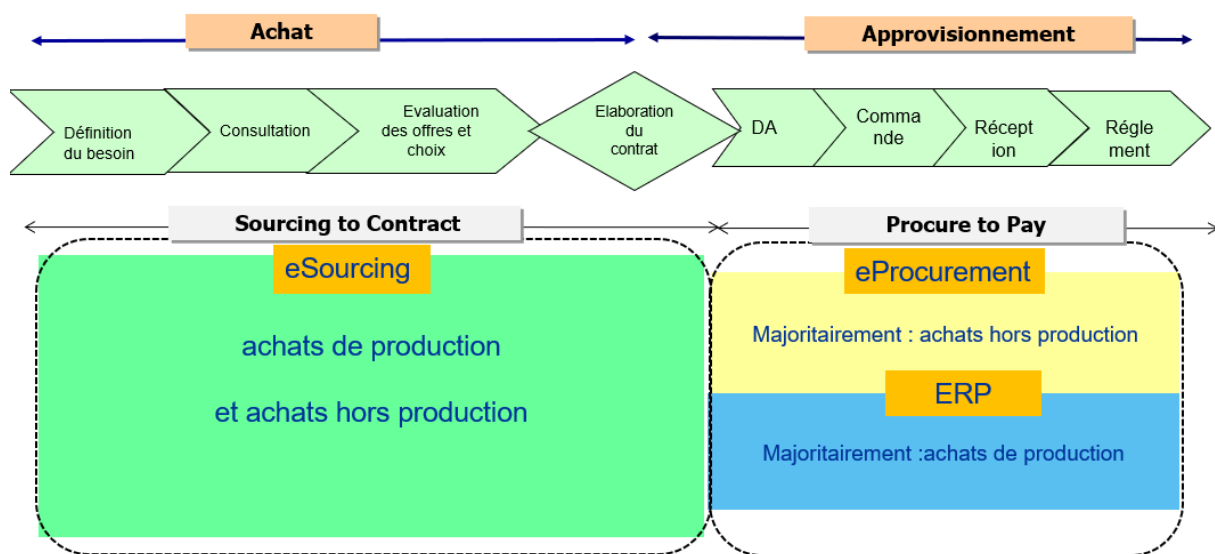 Achat
Approvisionnement
Définition
du besoin
Consultation
Evaluation
des offres et
choix
Elaboration
du
contrat
DA
Comma
nde
Récept
ion
Régle
ment
Sourcing to Contract
Procure to Pay
eSourcing
achats de production
et achats hors production
eProcurement
Majoritairement : achats hors production
ERP
Majoritairement :achats de production